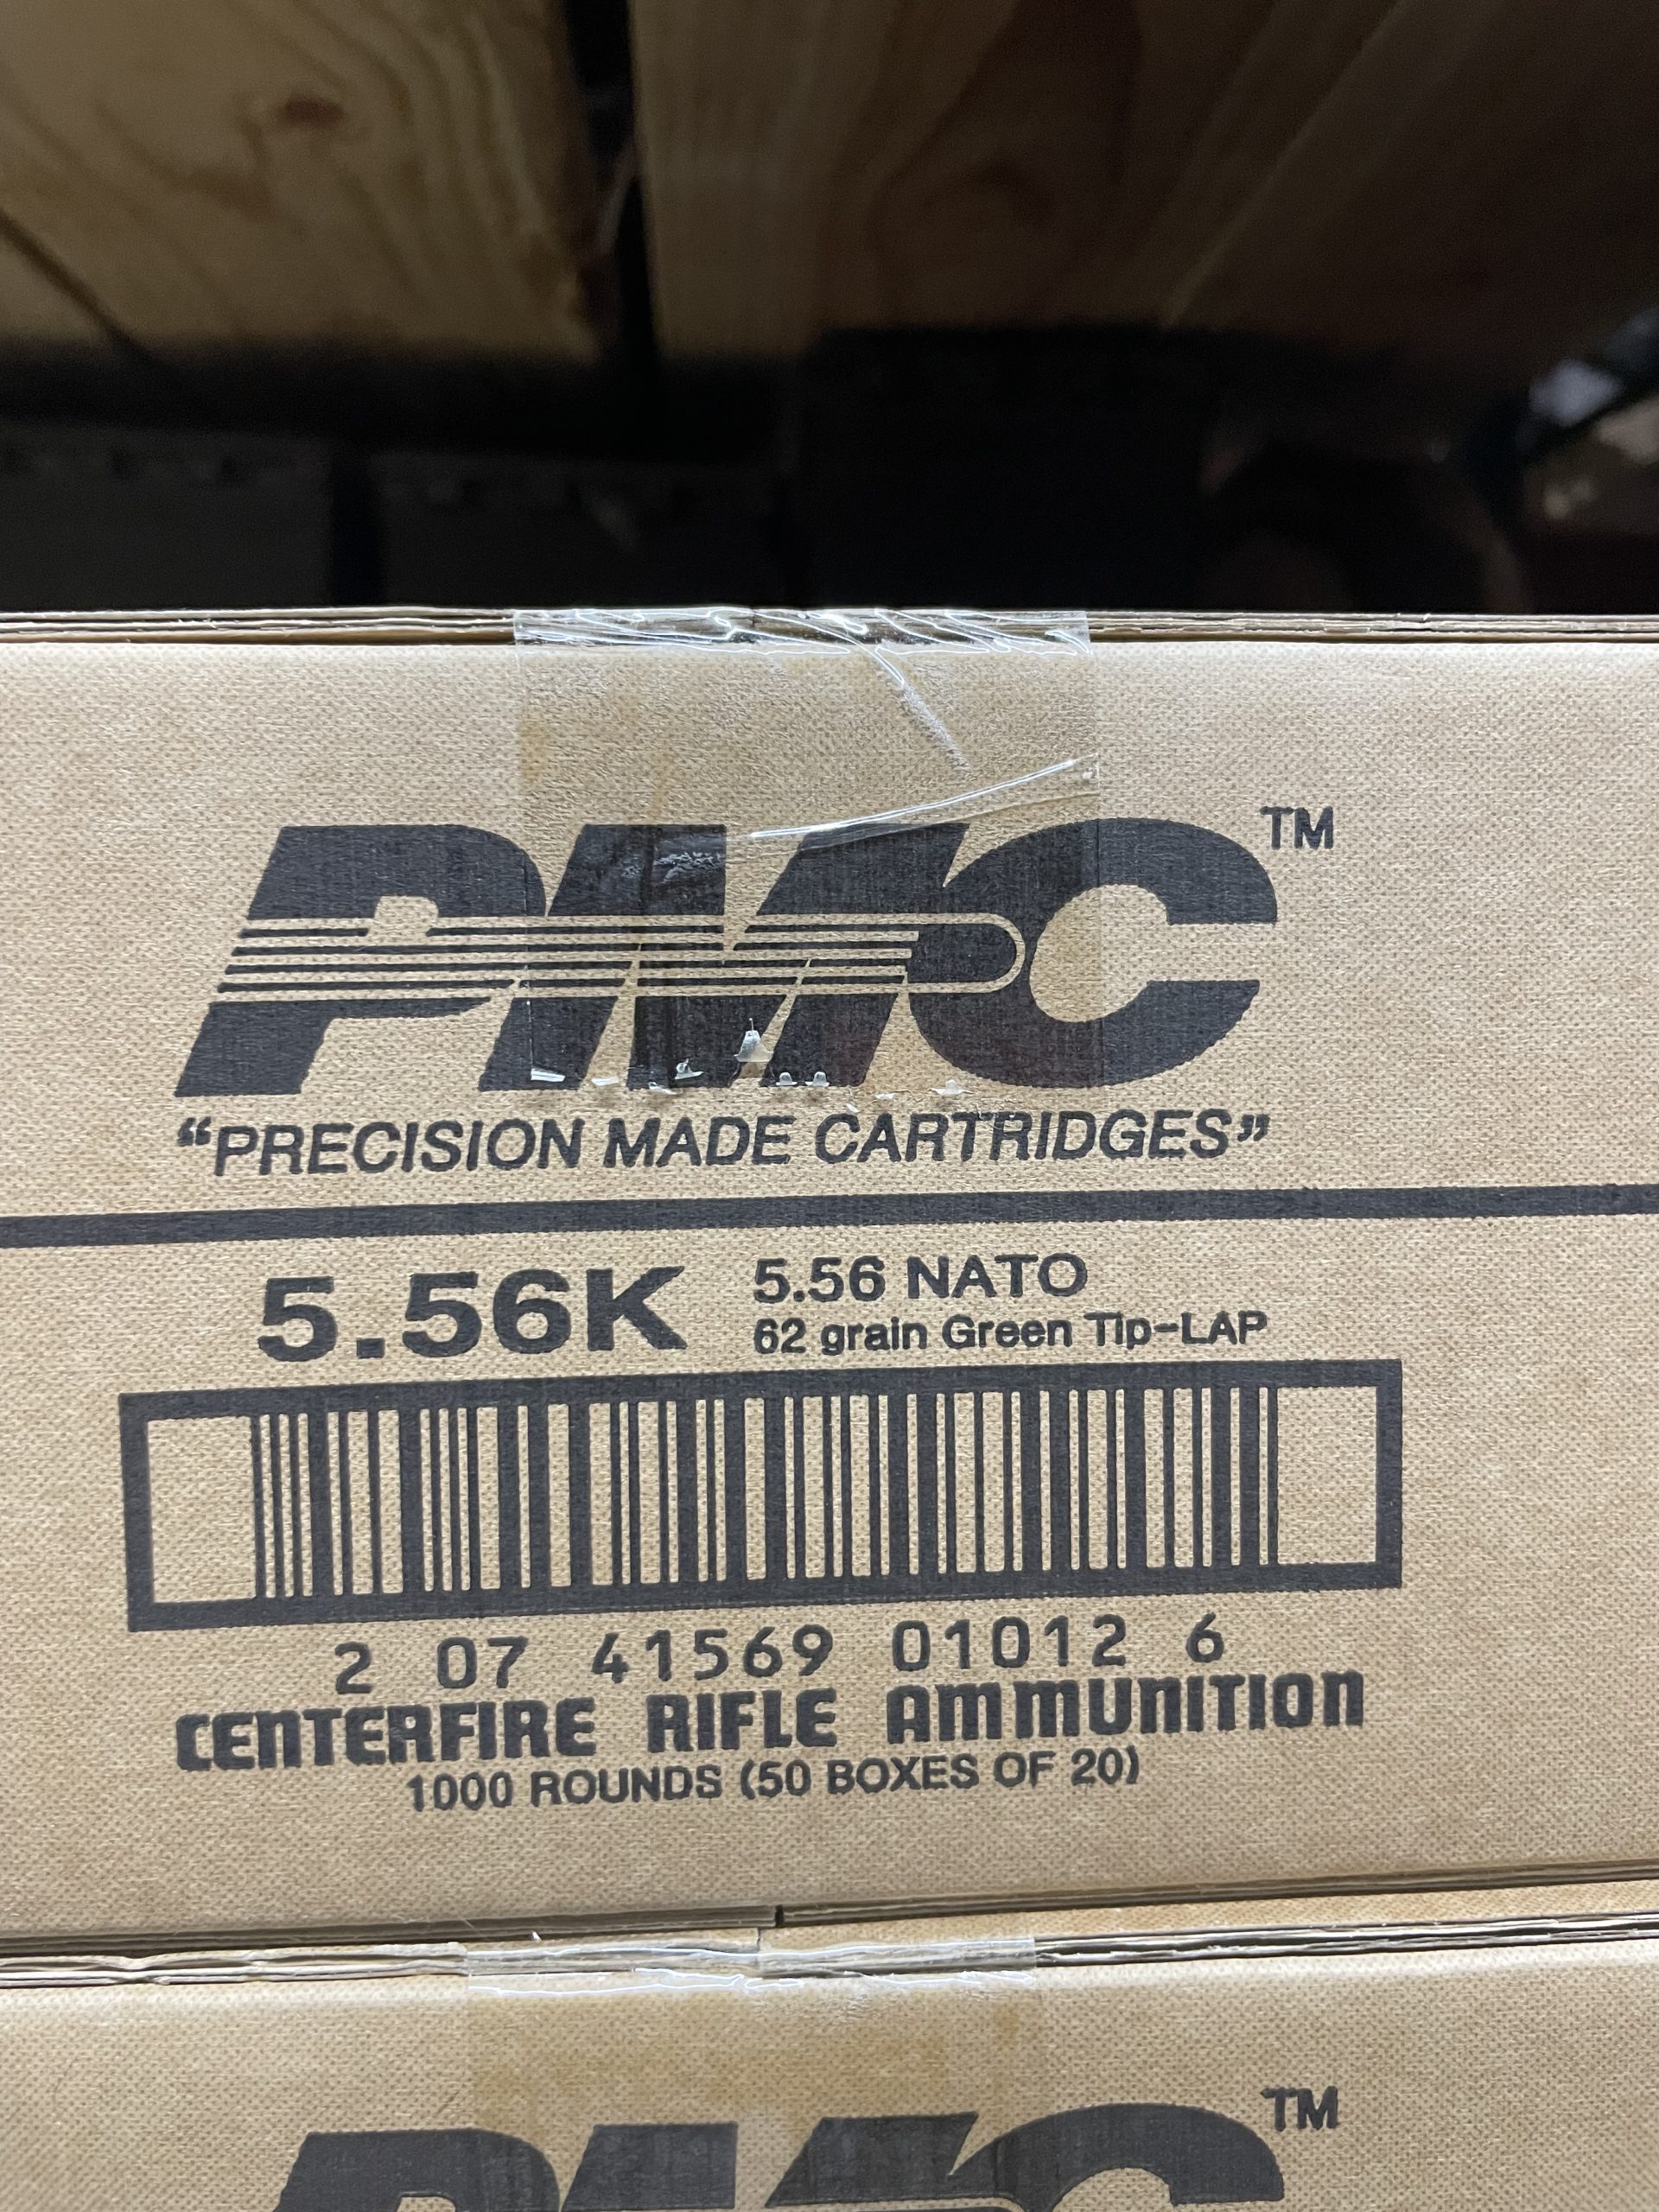 PMC™
“PRECISION MADE CARTRIDGES”
5.56K
5.56 NATO
62 grain Green Tip-LAP
2 07 41569 01012 6
CENTERFIRE RIFLE AMMUNITION
1000 ROUNDS (50 BOXES OF 20)
PMC™